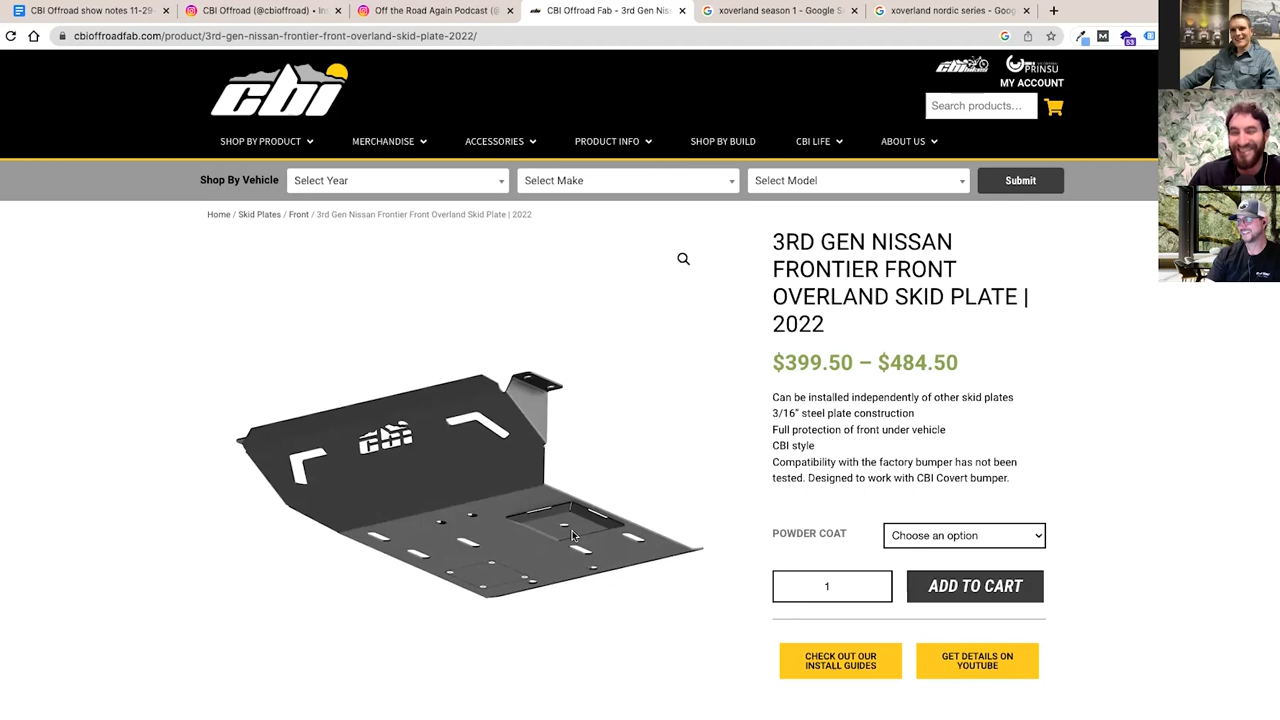 CBI Offroad show notes 11-29-
CBI Offroad (@cbioffroad) • In
Off the Road Again Podcast (@
CBI Offroad Fab - 3rd Gen Nis
xoverland season 1 - Google S
xoverland nordic series - Goog
cbioffroadfab.com/product/3rd-gen-nissan-frontier-front-overland-skid-plate-2022/
53
cbi
cbi
PRINSU
MY ACCOUNT
Search products…
SHOP BY PRODUCT
MERCHANDISE
ACCESSORIES
PRODUCT INFO
SHOP BY BUILD
CBI LIFE
ABOUT US
Shop By Vehicle
Select Year
Select Make
Select Model
Submit
Home / Skid Plates / Front / 3rd Gen Nissan Frontier Front Overland Skid Plate | 2022
3RD GEN NISSAN
FRONTIER FRONT
OVERLAND SKID PLATE |
2022
$399.50 – $484.50
Can be installed independently of other skid plates
3/16" steel plate construction
Full protection of front under vehicle
CBI style
Compatibility with the factory bumper has not been
tested. Designed to work with CBI Covert bumper.
cbi
POWDER COAT
Choose an option
1
ADD TO CART
CHECK OUT OUR
INSTALL GUIDES
GET DETAILS ON
YOUTUBE